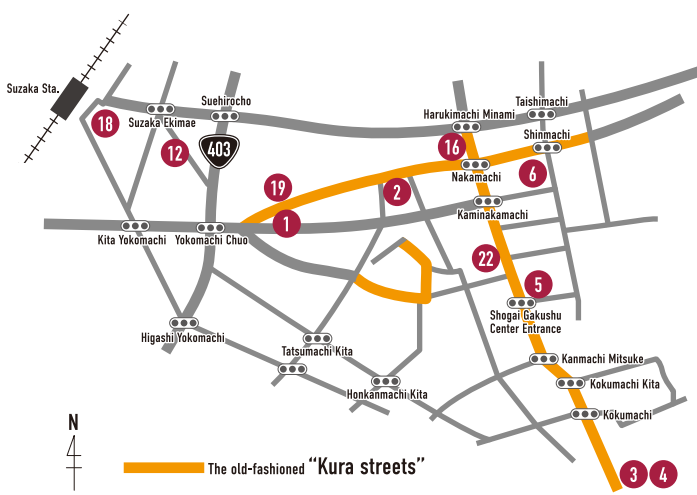 Suzaka Sta.
Suehirocho
Taishimachi
Harukimachi Minami
18
Suzaka Ekimae
403
16
Shinmachi
12
Nakamachi
6
19
2
1
Kaminakamachi
Kita Yokomachi
Yokomachi Chuo
22
5
Shogai Gakushu
Center Entrance
Higashi Yokomachi
Tatsumachi Kita
Kanmachi Mitsuke
Honkanmachi Kita
Kokumachi Kita
Kokumachi
N
The old-fashioned “Kura streets”
3 4